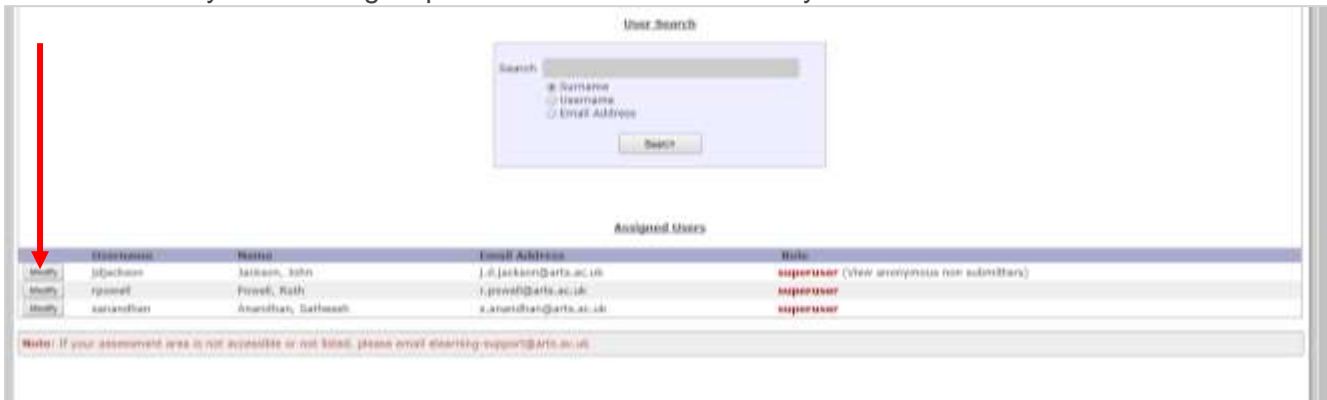 User Search
Search
Surname
Username
Email Address
Search
Assigned Users
Username Name Email Address Role
Modify jdjackson Jackson, John j.d.jackson@arts.ac.uk superuser (View anonymous non submitters)
Modify rpowell Powell, Ruth r.powell@arts.ac.uk superuser
Modify sanandhan Anandhan, s.anandhan@arts.ac.uk superuser
Note: If your assessment area is not accessible or not listed, please email elearning-support@arts.ac.uk